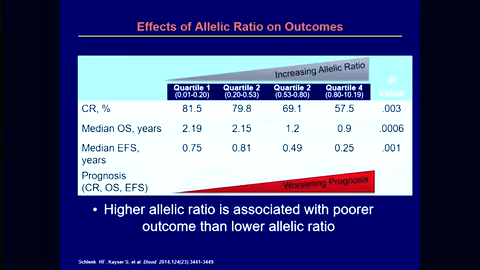 Effects of Allelic Ratio on Outcomes
Increasing Allelic Ratio
Quartile 1 Quartile 2 Quartile 2 Quartile 4 P
(0.01-0.20) (0.20-0.53) (0.53-0.80) (0.80-10.19) Value
CR, % 81.5 79.8 69.1 57.5 .003
Median OS, years 2.19 2.15 1.2 0.9 .0006
Median EFS, 0.75 0.81 0.49 0.25 .001
years
Prognosis
(CR, OS, EFS) Worsening Prognosis
• Higher allelic ratio is associated with poorer
outcome than lower allelic ratio
Schlenk RF, Kayser S, et al. Blood 2014;124(23):3441-3449.